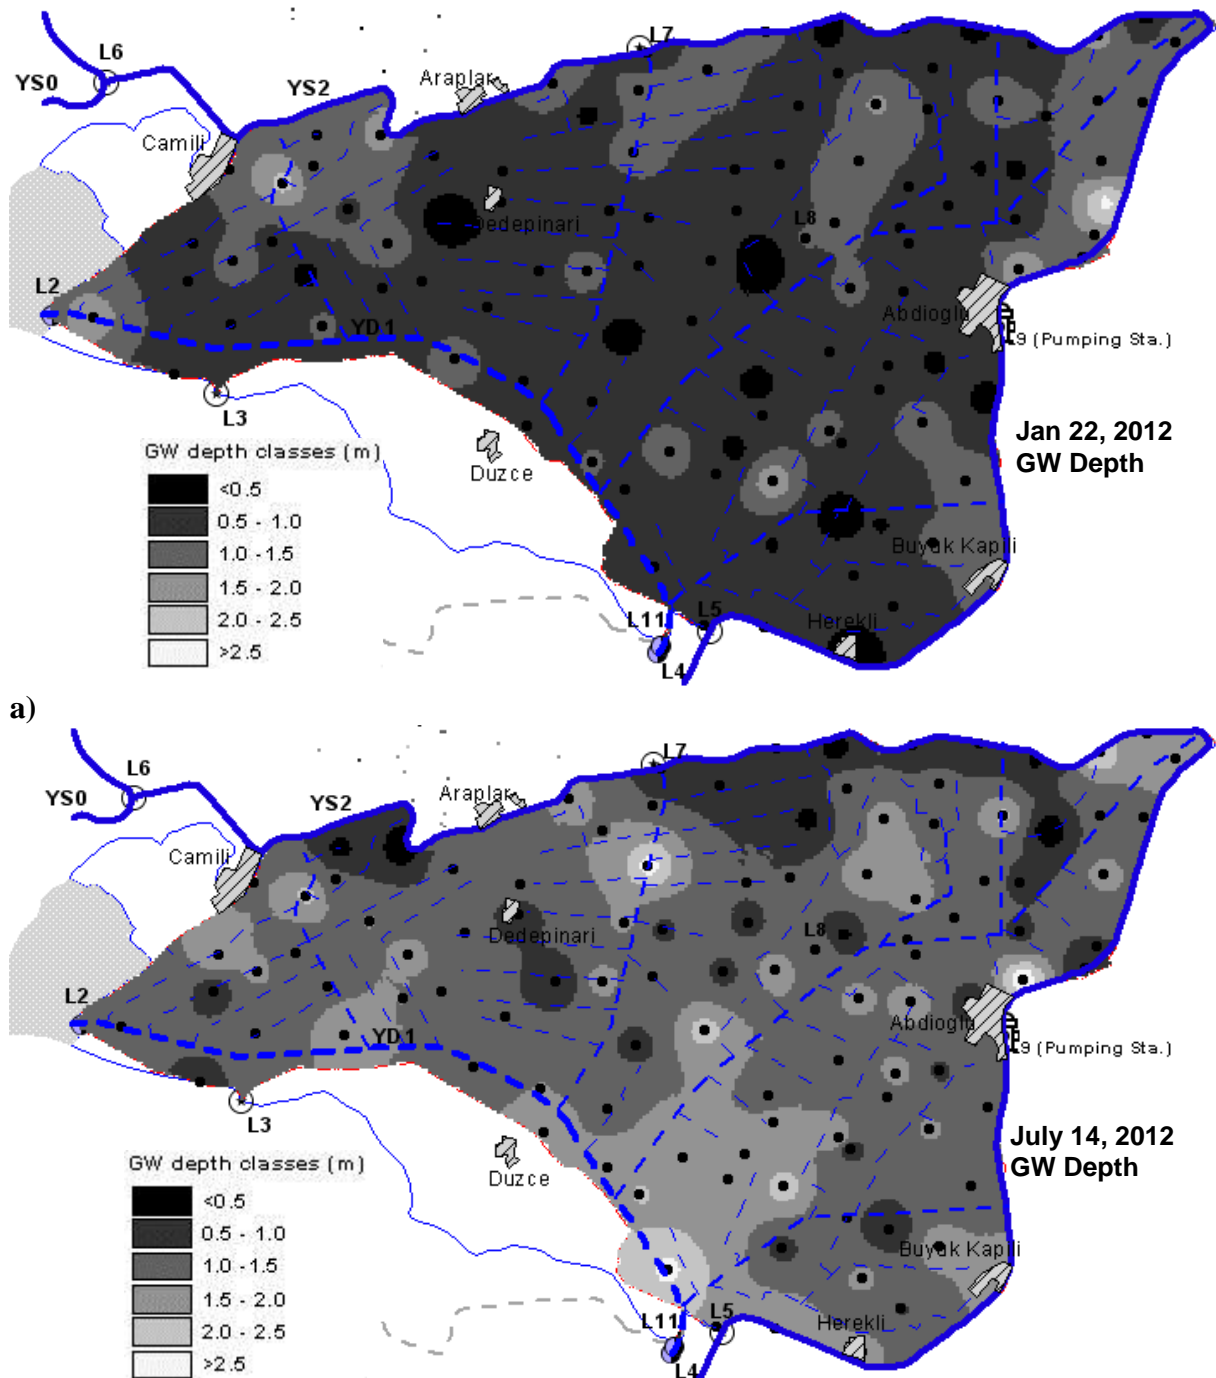 L7
L6
Araplar
YS0
YS2
Camili
Dedepinari
L8
L2
Abdioglu
YD1
L9 (Pumping Sta.)
L3
Jan 22, 2012
GW Depth
GW depth classes (m)
Duzce
<0.5
0.5 - 1.0
1.0 - 1.5
1.5 - 2.0
2.0 - 2.5
>2.5
Buyuk Kapili
L11
L5
Herekli
L4
a)
L7
L6
Araplar
YS0
YS2
Camili
Dedepinari
L8
L2
Abdioglu
YD1
L9 (Pumping Sta.)
L3
July 14, 2012
GW Depth
GW depth classes (m)
Duzce
<0.5
0.5 - 1.0
1.0 - 1.5
1.5 - 2.0
2.0 - 2.5
>2.5
Buyuk Kapili
L11
L5
Herekli
L4